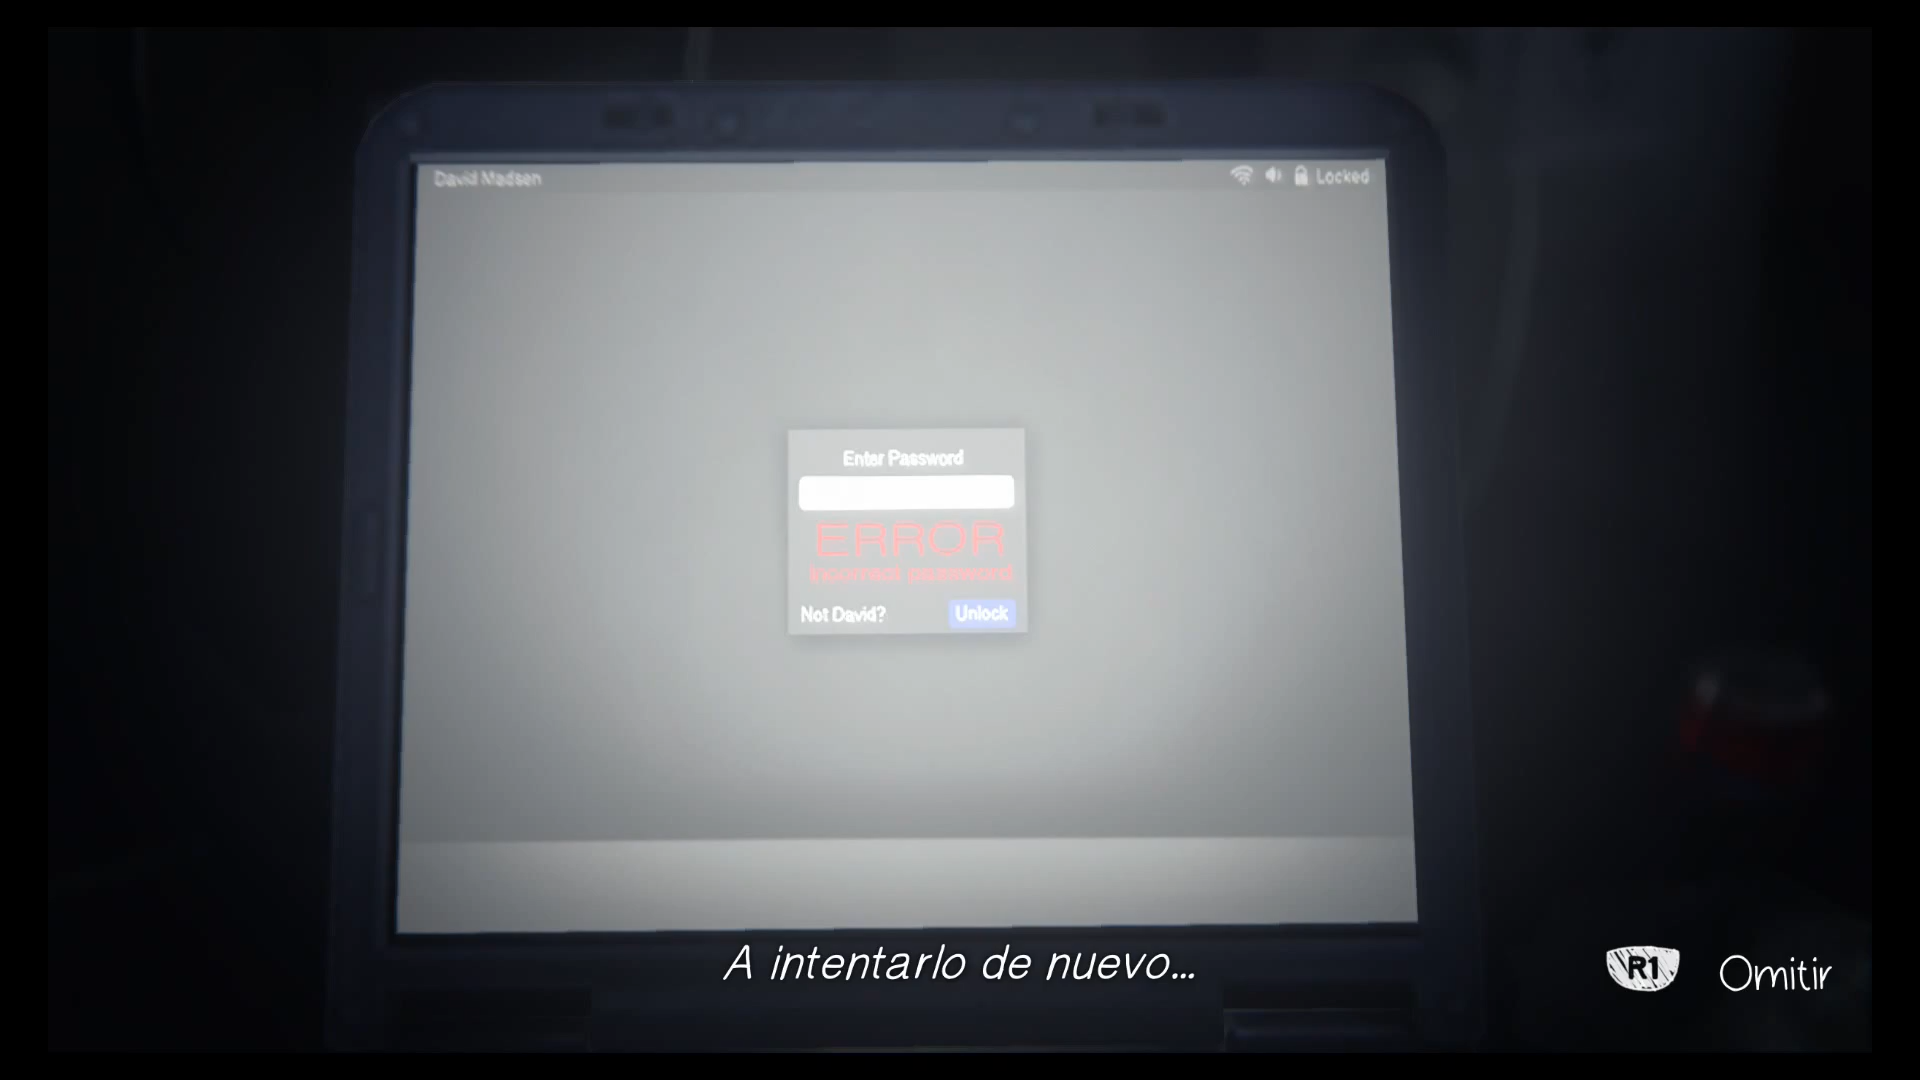 David Madsen
Locked
Enter Password
ERROR
incorrect password
Not David?
Unlock
A intentarlo de nuevo...
R1 Omitir